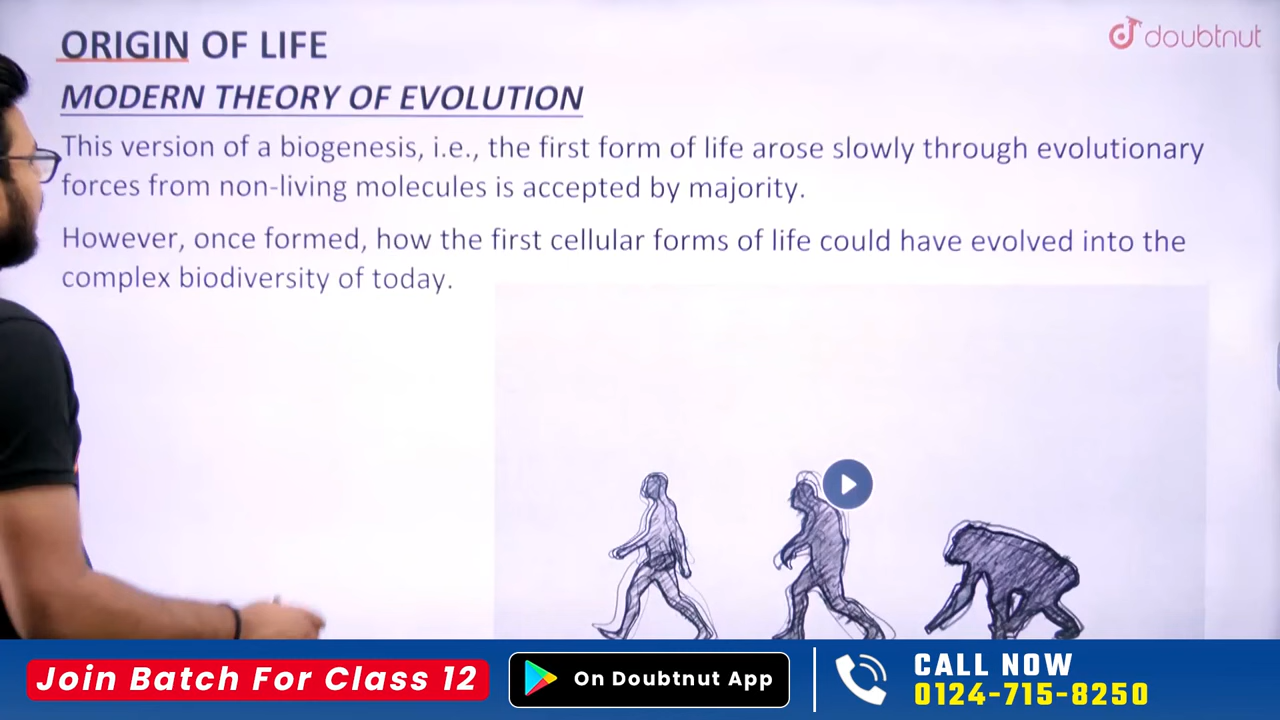 ORIGIN OF LIFE
doubtnut
MODERN THEORY OF EVOLUTION
This version of a biogenesis, i.e., the first form of life arose slowly through evolutionary
forces from non-living molecules is accepted by majority.
However, once formed, how the first cellular forms of life could have evolved into the
complex biodiversity of today.
Join Batch For Class 12
On Doubtnut App
CALL NOW
0124-715-8250